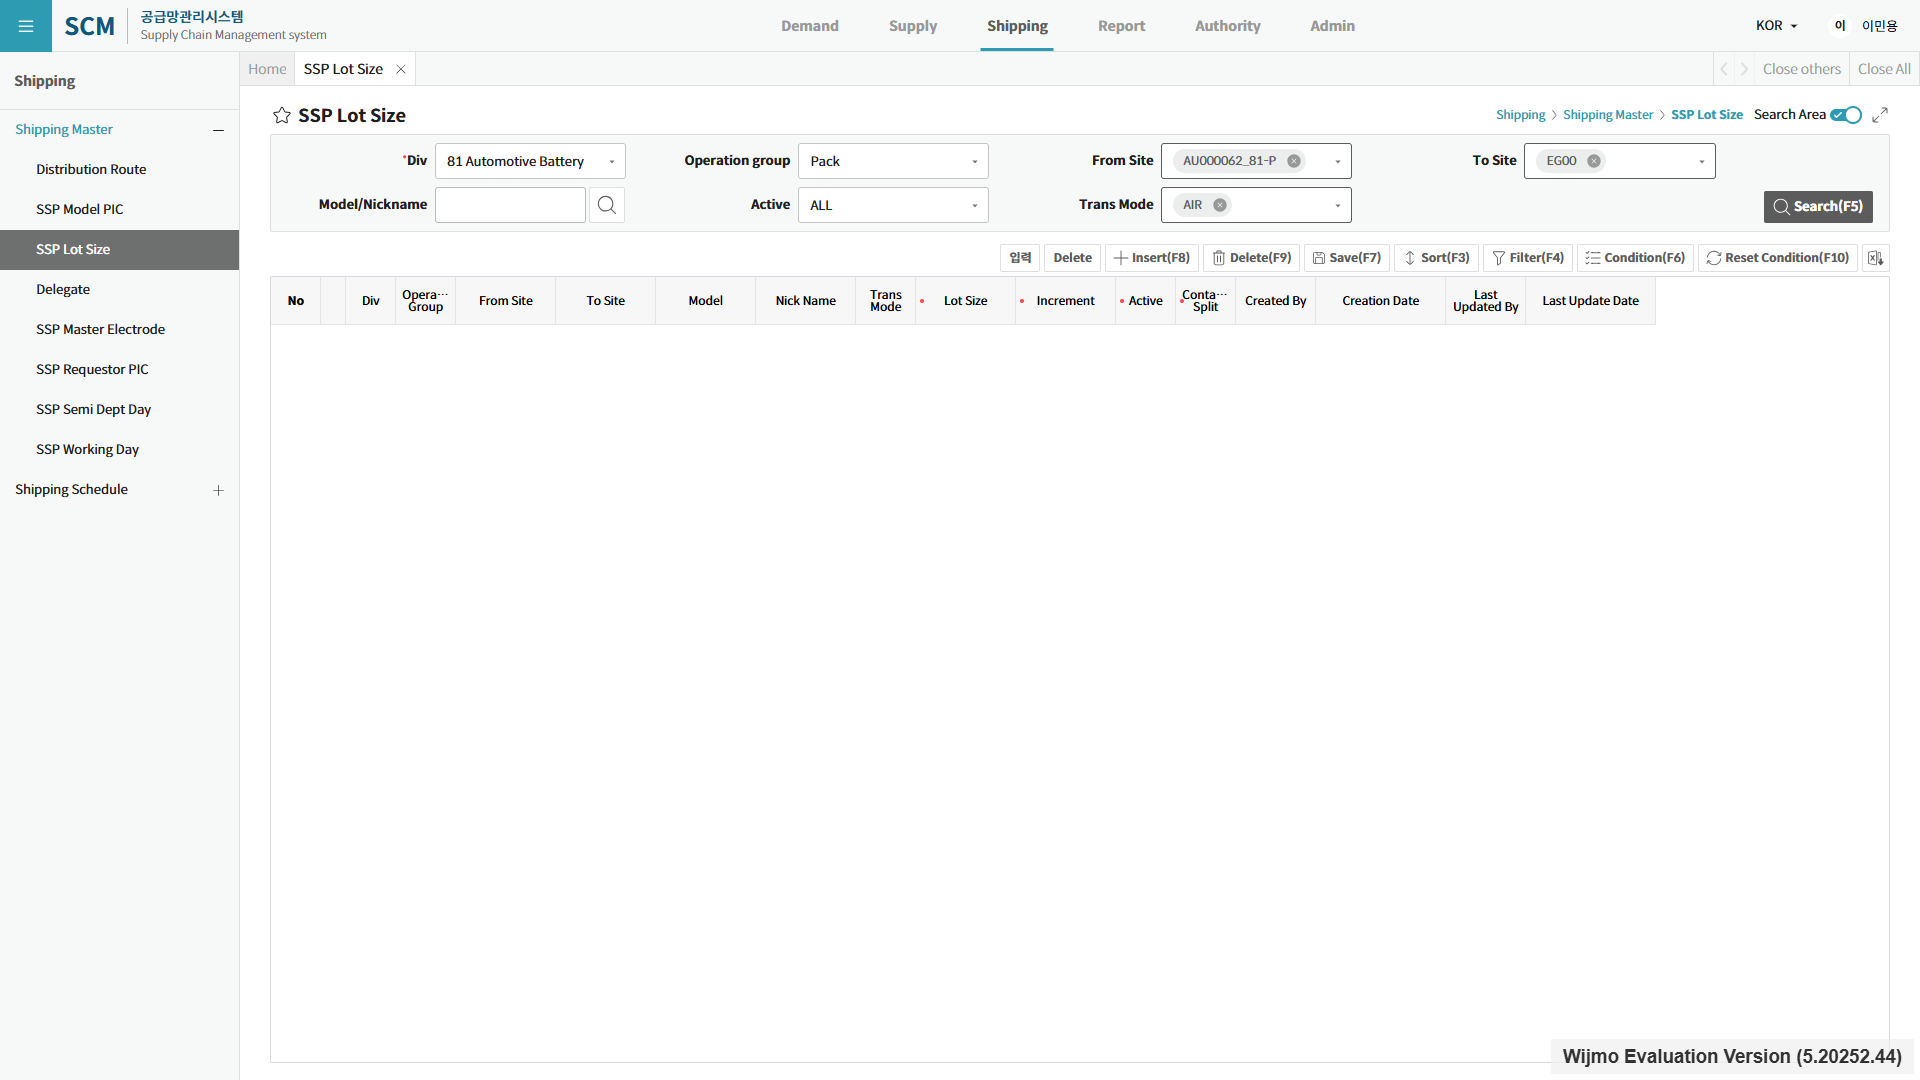 SCM
공급망관리시스템
Supply Chain Management system
Demand
Supply
Shipping
Report
Authority
Admin
KOR
이
이민용
Shipping
Home
SSP Lot Size
Close others
Close All
Shipping Master
Distribution Route
SSP Model PIC
SSP Lot Size
Delegate
SSP Master Electrode
SSP Requestor PIC
SSP Semi Dept Day
SSP Working Day
Shipping Schedule
SSP Lot Size
Shipping > Shipping Master > SSP Lot Size
Search Area
*Div
81 Automotive Battery
Operation group
Pack
From Site
AU000062_81-P
To Site
EG00
Model/Nickname
Active
ALL
Trans Mode
AIR
Search(F5)
입력
Delete
Insert(F8)
Delete(F9)
Save(F7)
Sort(F3)
Filter(F4)
Condition(F6)
Reset Condition(F10)
No
Div
Opera···
Group
From Site
To Site
Model
Nick Name
Trans
Mode
Lot Size
Increment
Active
Conta···
Split
Created By
Creation Date
Last
Updated By
Last Update Date
Wijmo Evaluation Version (5.20252.44)